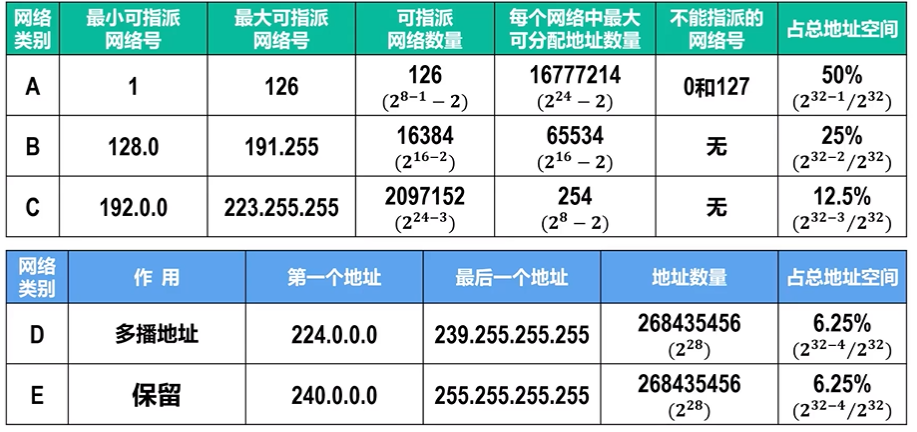 网络类别 最小可指派网络号 最大可指派网络号 可指派网络数量 每个网络中最大可分配地址数量 不能指派的网络号 占总地址空间
A 1 126 126 (2^{8−1} − 2) 16777214 (2^{24} − 2) 0和127 50% (2^{32−1}/2^{32})
B 128.0 191.255 16384 (2^{16−2}) 65534 (2^{16} − 2) 无 25% (2^{32−2}/2^{32})
C 192.0.0 223.255.255 2097152 (2^{24−3}) 254 (2^{8} − 2) 无 12.5% (2^{32−3}/2^{32})
网络类别 作 用 第一个地址 最后一个地址 地址数量 占总地址空间
D 多播地址 224.0.0.0 239.255.255.255 268435456 (2^{28}) 6.25% (2^{32−4}/2^{32})
E 保留 240.0.0.0 255.255.255.255 268435456 (2^{28}) 6.25% (2^{32−4}/2^{32})